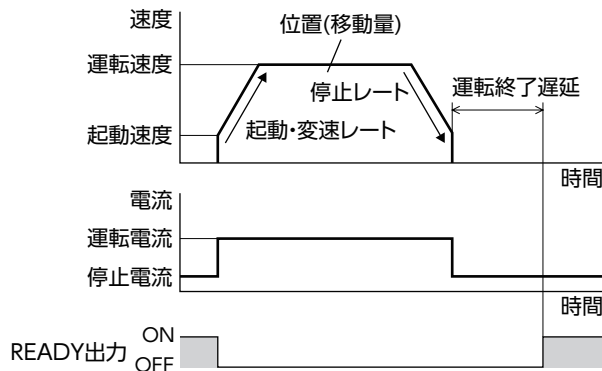 速度
位置(移動量)
運転速度
運転終了遅延
停止レート
起動速度
起動・変速レート
時間
電流
運転電流
停止電流
時間
ON
READY出力
OFF